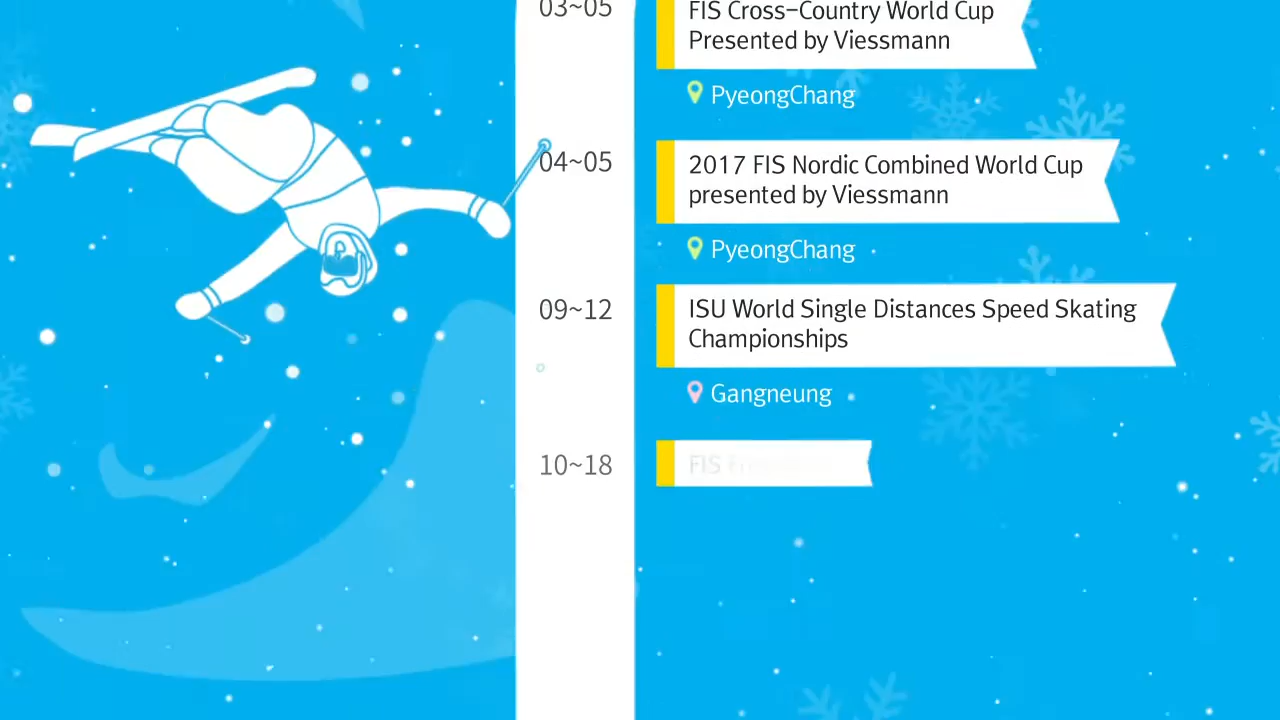 03~05
FIS Cross-Country World Cup
Presented by Viessmann
PyeongChang
04~05
2017 FIS Nordic Combined World Cup
presented by Viessmann
PyeongChang
09~12
ISU World Single Distances Speed Skating
Championships
Gangneung
10~18
FIS